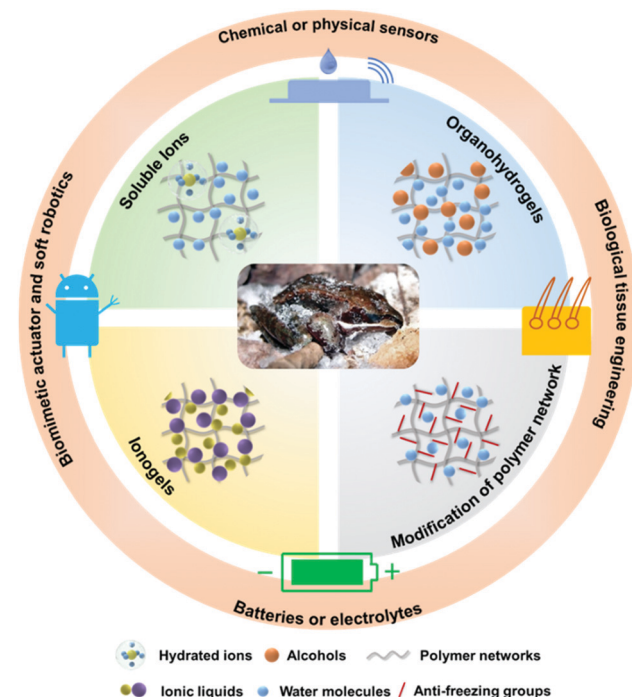 Chemical or physical sensors
Soluble Ions
Organohydrogels
Biomimetic actuator and soft robotics
Biological tissue engineering
Ionogels
Modification of polymer network
− +
Batteries or electrolytes
Hydrated ions Alcohols Polymer networks
Ionic liquids Water molecules Anti-freezing groups